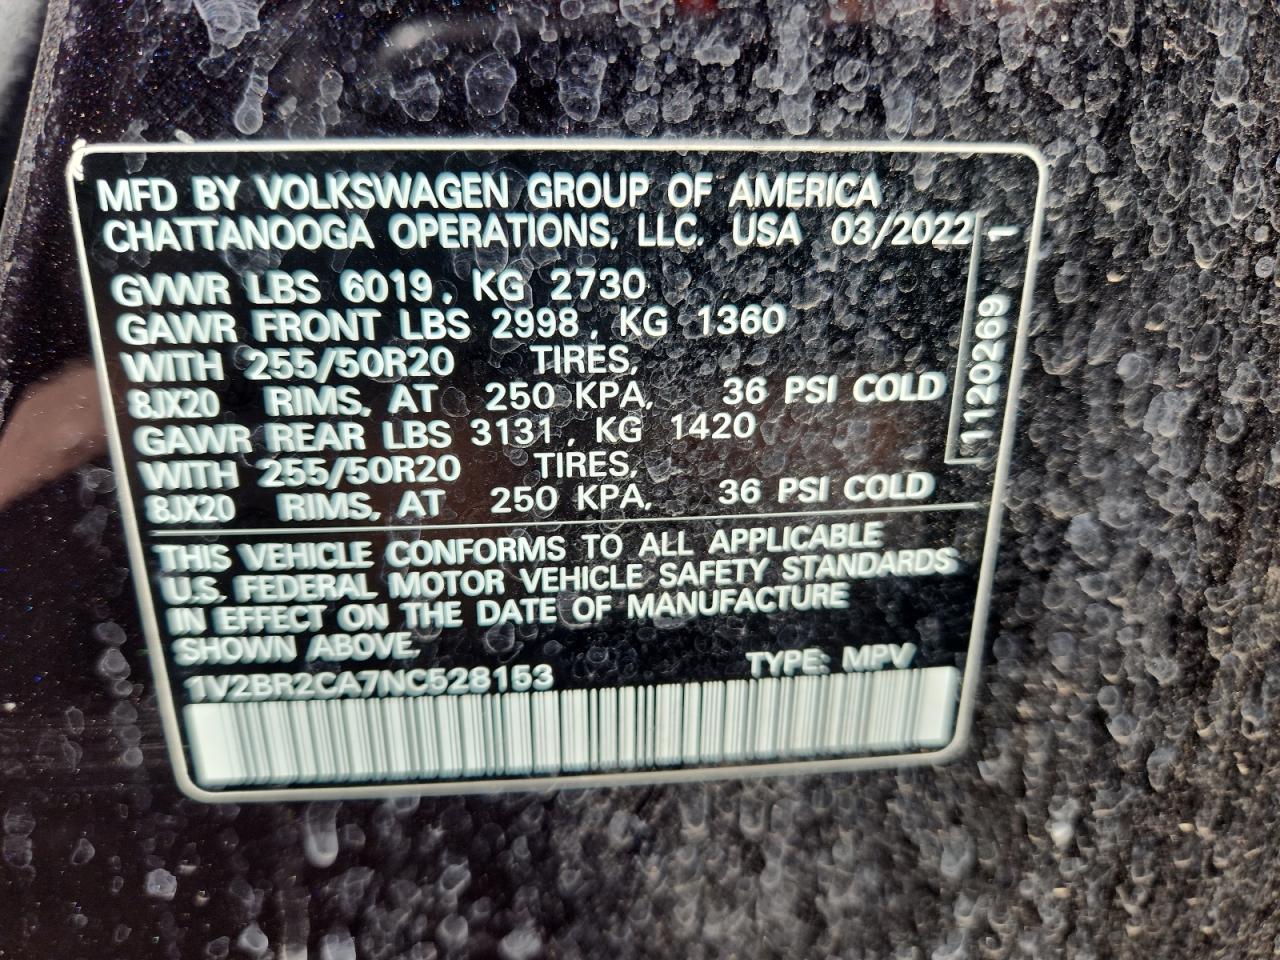 MFD BY VOLKSWAGEN GROUP OF AMERICA
CHATTANOOGA OPERATIONS, LLC. USA 03/2022
GVWR LBS 6019, KG 2730
GAWR FRONT LBS 2998, KG 1360
WITH 255/50R20 TIRES,
8JX20 RIMS, AT 250 KPA, 36 PSI COLD
GAWR REAR LBS 3131, KG 1420
WITH 255/50R20 TIRES,
8JX20 RIMS, AT 250 KPA, 36 PSI COLD
THIS VEHICLE CONFORMS TO ALL APPLICABLE
U.S. FEDERAL MOTOR VEHICLE SAFETY STANDARDS
IN EFFECT ON THE DATE OF MANUFACTURE
SHOWN ABOVE.
1V2BR2CA7NC528153 TYPE: MPV
1120269 1